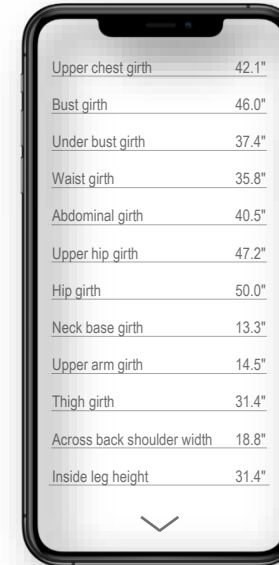 Upper chest girth 42.1"
Bust girth 46.0"
Under bust girth 37.4"
Waist girth 35.8"
Abdominal girth 40.5"
Upper hip girth 47.2"
Hip girth 50.0"
Neck base girth 13.3"
Upper arm girth 14.5"
Thigh girth 31.4"
Across back shoulder width 18.8"
Inside leg height 31.4"